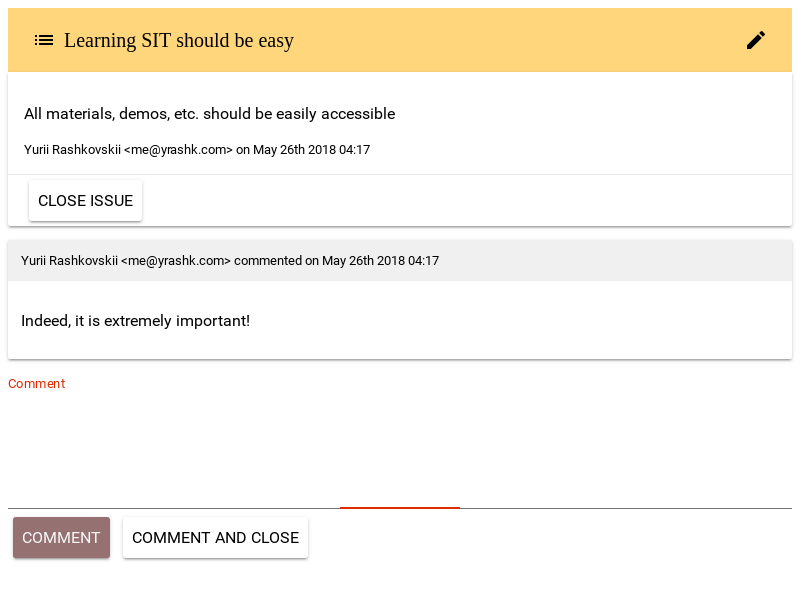 Learning SIT should be easy
All materials, demos, etc. should be easily accessible
Yurii Rashkovskii <me@yrashk.com> on May 26th 2018 04:17
CLOSE ISSUE
Yurii Rashkovskii <me@yrashk.com> commented on May 26th 2018 04:17
Indeed, it is extremely important!
Comment
COMMENT
COMMENT AND CLOSE